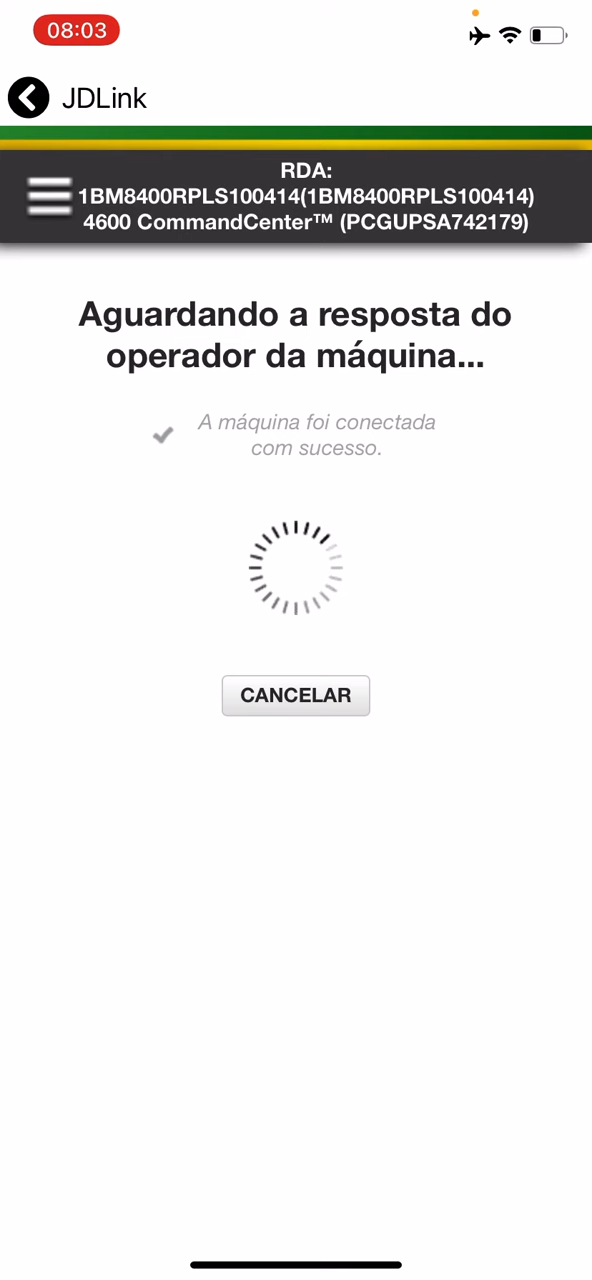 08:03
JDLink
RDA:
1BM8400RPLS100414(1BM8400RPLS100414)
4600 CommandCenter™ (PCGUPSA742179)
Aguardando a resposta do
operador da máquina...
A máquina foi conectada
com sucesso.
CANCELAR